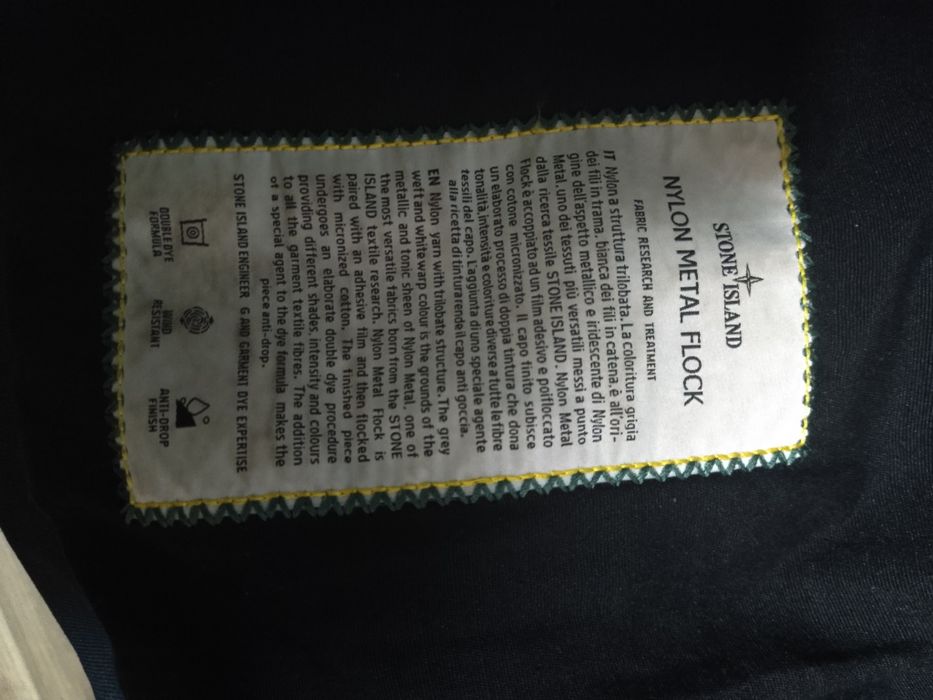 STONE ISLAND
NYLON METAL FLOCK
FABRIC RESEARCH AND TREATMENT
IT Nylon a struttura trilobata. La coloritura grigia
dei fili in trama, bianca dei fili in catena, è all'ori-
gine dell'aspetto metallico e iridescente di Nylon
Metal, uno dei tessuti più versatili messi a punto
dalla ricerca tessile STONE ISLAND. Nylon Metal
Flock è accoppiato ad un film adesivo e poi floccato
con cotone micronizzato. Il capo finito subisce
un elaborato processo di doppia tintura che dona
tonalità, intensità e coloriture diverse a tutte le fibre
tessili del capo. L'aggiunta di uno speciale agente
alla ricetta di tintura rende il capo anti goccia.
EN Nylon yarn with trilobate structure. The grey
weft and white warp colour is the grounds of the
metallic and tonic sheen of Nylon Metal, one of
the most versatile fabrics born from the STONE
ISLAND textile research. Nylon Metal Flock is
paired with an adhesive film and then flocked
with micronized cotton. The finished piece
undergoes an elaborate double dye procedure
providing different shades, intensity and colours
to all the garment textile fibres. The addition
of a special agent to the dye formula makes the
piece anti-drop.
STONE ISLAND ENGINEER G AND GARMENT DYE EXPERTISE
DOUBLE DYE FORMULA
WIND RESISTANT
ANTI-DROP FINISH